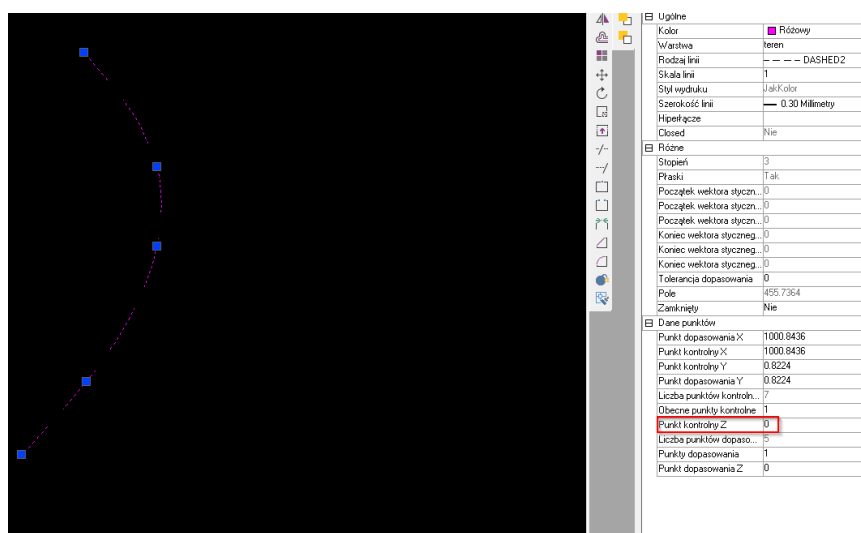 Ogólne
Kolor Różowy
Warstwa teren
Rodzaj linii DASHED2
Skala linii 1
Styl wydruku JakKolor
Szerokość linii 0.30 Millimetry
Hiperłącze
Closed Nie
Różne
Stopień 3
Płaski Tak
Początek wektora styczn... 0
Początek wektora styczn... 0
Początek wektora styczn... 0
Koniec wektora styczneg... 0
Koniec wektora styczneg... 0
Koniec wektora styczneg... 0
Tolerancja dopasowania 0
Pole 455.7364
Zamknięty Nie
Dane punktów
Punkt dopasowania X 1000.8436
Punkt kontrolny X 1000.8436
Punkt kontrolny Y 0.8224
Punkt dopasowania Y 0.8224
Liczba punktów kontroln... 7
Obecne punkty kontrolne 1
Punkt kontrolny Z 0
Liczba punktów dopaso... 5
Punkty dopasowania 1
Punkt dopasowania Z 0